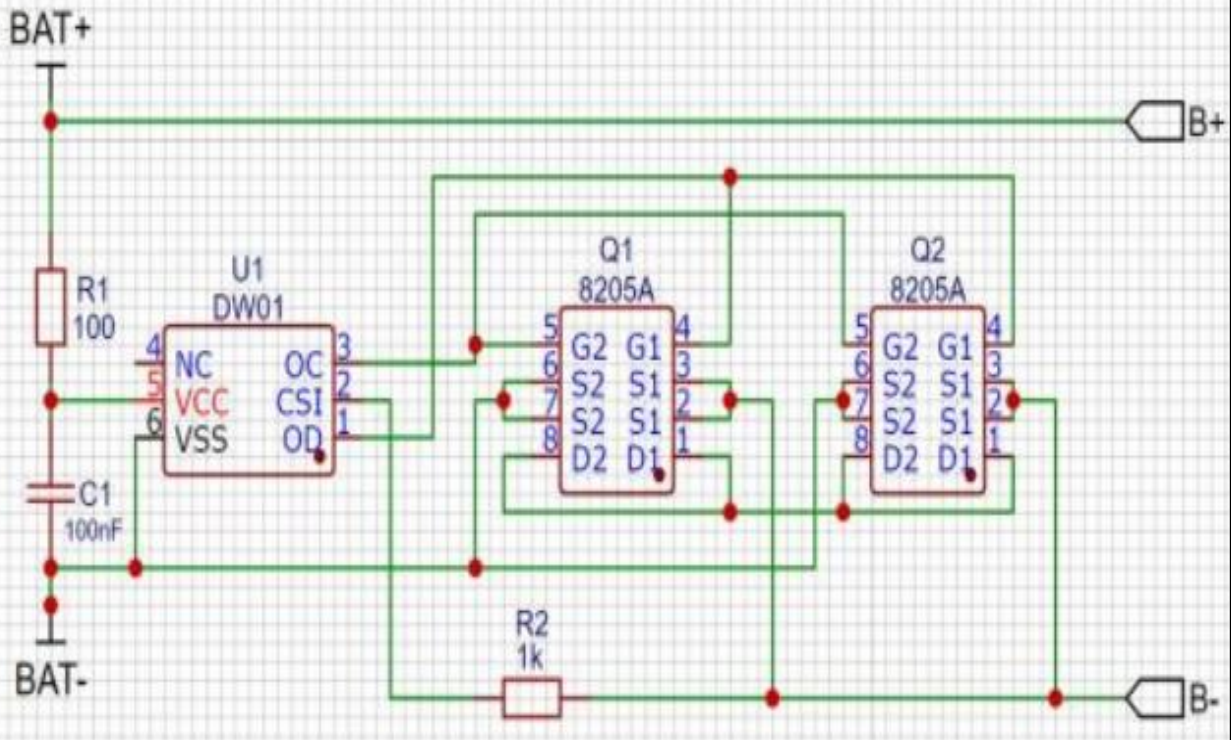 BAT+
B+
R1
100
U1
DW01
4 NC OC 3
5 VCC CSI 2
6 VSS OD 1
Q1
8205A
5 G2 G1 4
6 S2 S1 3
7 S2 S1 2
8 D2 D1 1
Q2
8205A
5 G2 G1 4
6 S2 S1 3
7 S2 S1 2
8 D2 D1 1
C1
100nF
R2
1k
BAT-
B-